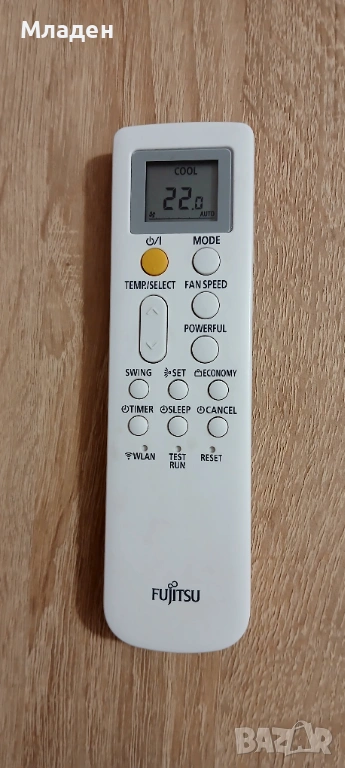 Младен
COOL
22.0
AUTO
⏻/I MODE
TEMP./SELECT FAN SPEED
POWERFUL
SWING SET ECONOMY
TIMER SLEEP CANCEL
WLAN TEST RUN RESET
FUJITSU
BAZAR